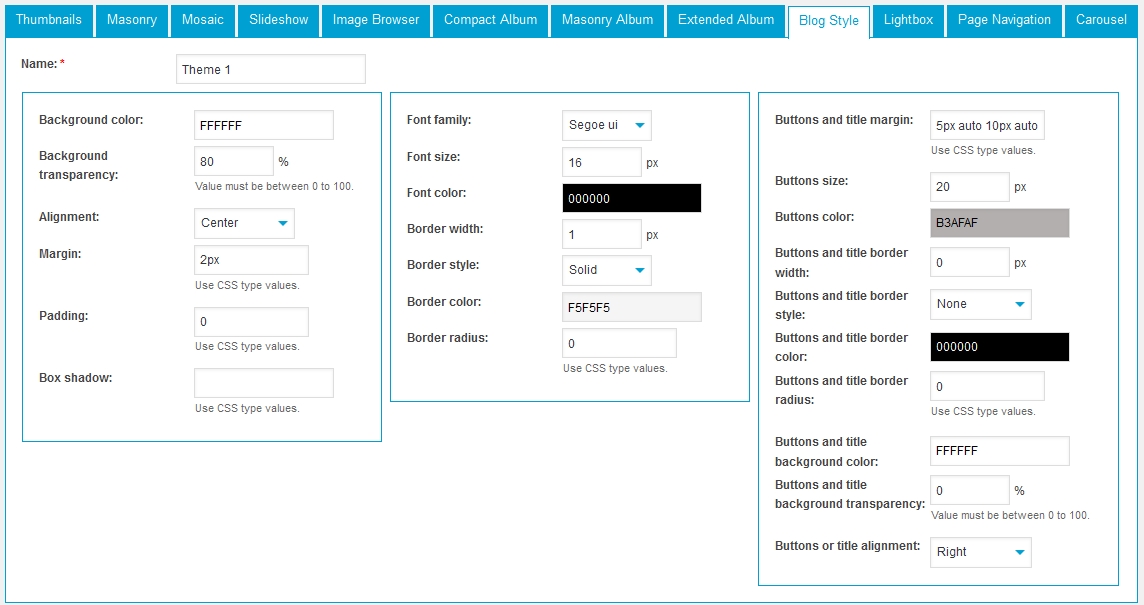 Thumbnails Masonry Mosaic Slideshow Image Browser Compact Album Masonry Album Extended Album Blog Style Lightbox Page Navigation Carousel
Name: * Theme 1
Background color: FFFFFF
Background
transparency: 80 %
Value must be between 0 to 100.
Alignment: Center
Margin: 2px
Use CSS type values.
Padding: 0
Use CSS type values.
Box shadow:
Use CSS type values.
Font family: Segoe ui
Font size: 16 px
Font color: 000000
Border width: 1 px
Border style: Solid
Border color: F5F5F5
Border radius: 0
Use CSS type values.
Buttons and title margin: 5px auto 10px auto
Use CSS type values.
Buttons size: 20 px
Buttons color: B3AFAF
Buttons and title border
width: 0 px
Buttons and title border
style: None
Buttons and title border
color: 000000
Buttons and title border
radius: 0
Use CSS type values.
Buttons and title
background color: FFFFFF
Buttons and title
background transparency: 0 %
Value must be between 0 to 100.
Buttons or title alignment: Right